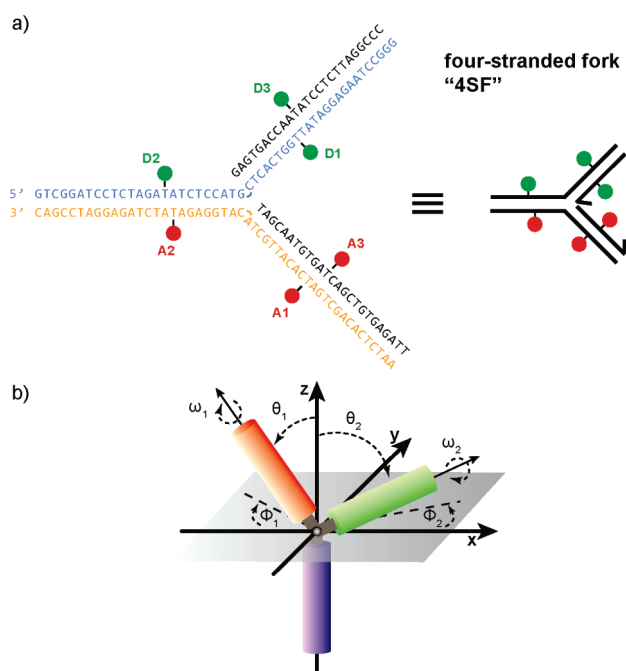 a)
four-stranded fork
“4SF”
GAGTGACCAATATCCTCTTAGGCCC
D3
CTCACTGGTTATAGGAGAATCCGGG
D1
D2
5’ GTCGGATCCTCTAGATATCTCCATG
3’ CAGCCTAGGAGATCTATAGAGGTAC
A2
TAGCAATGTGATCAGCTGTGAGATT
A3
ATCGTTACACTAGTCGACACTCTAA
A1
b)
z
ω1
θ1
θ2
y
ω2
Φ1
Φ2
x